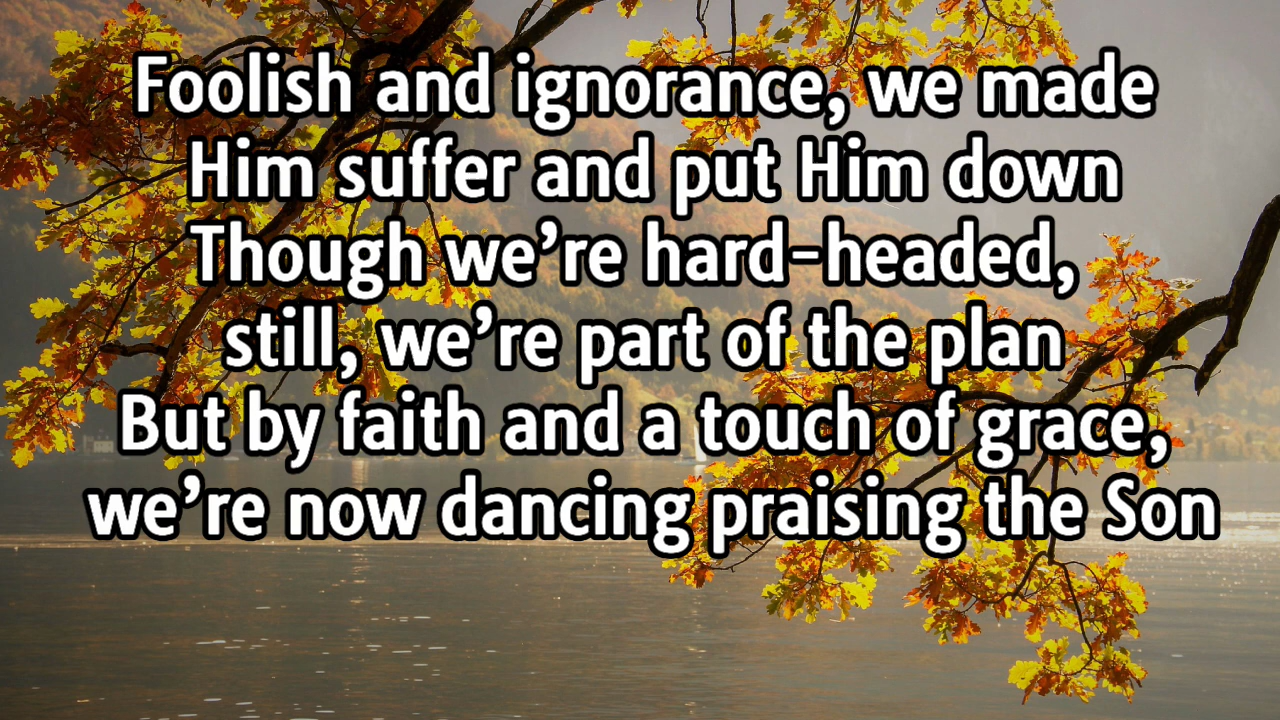 Foolish and ignorance, we made
Him suffer and put Him down
Though we’re hard-headed,
still, we’re part of the plan
But by faith and a touch of grace,
we’re now dancing praising the Son